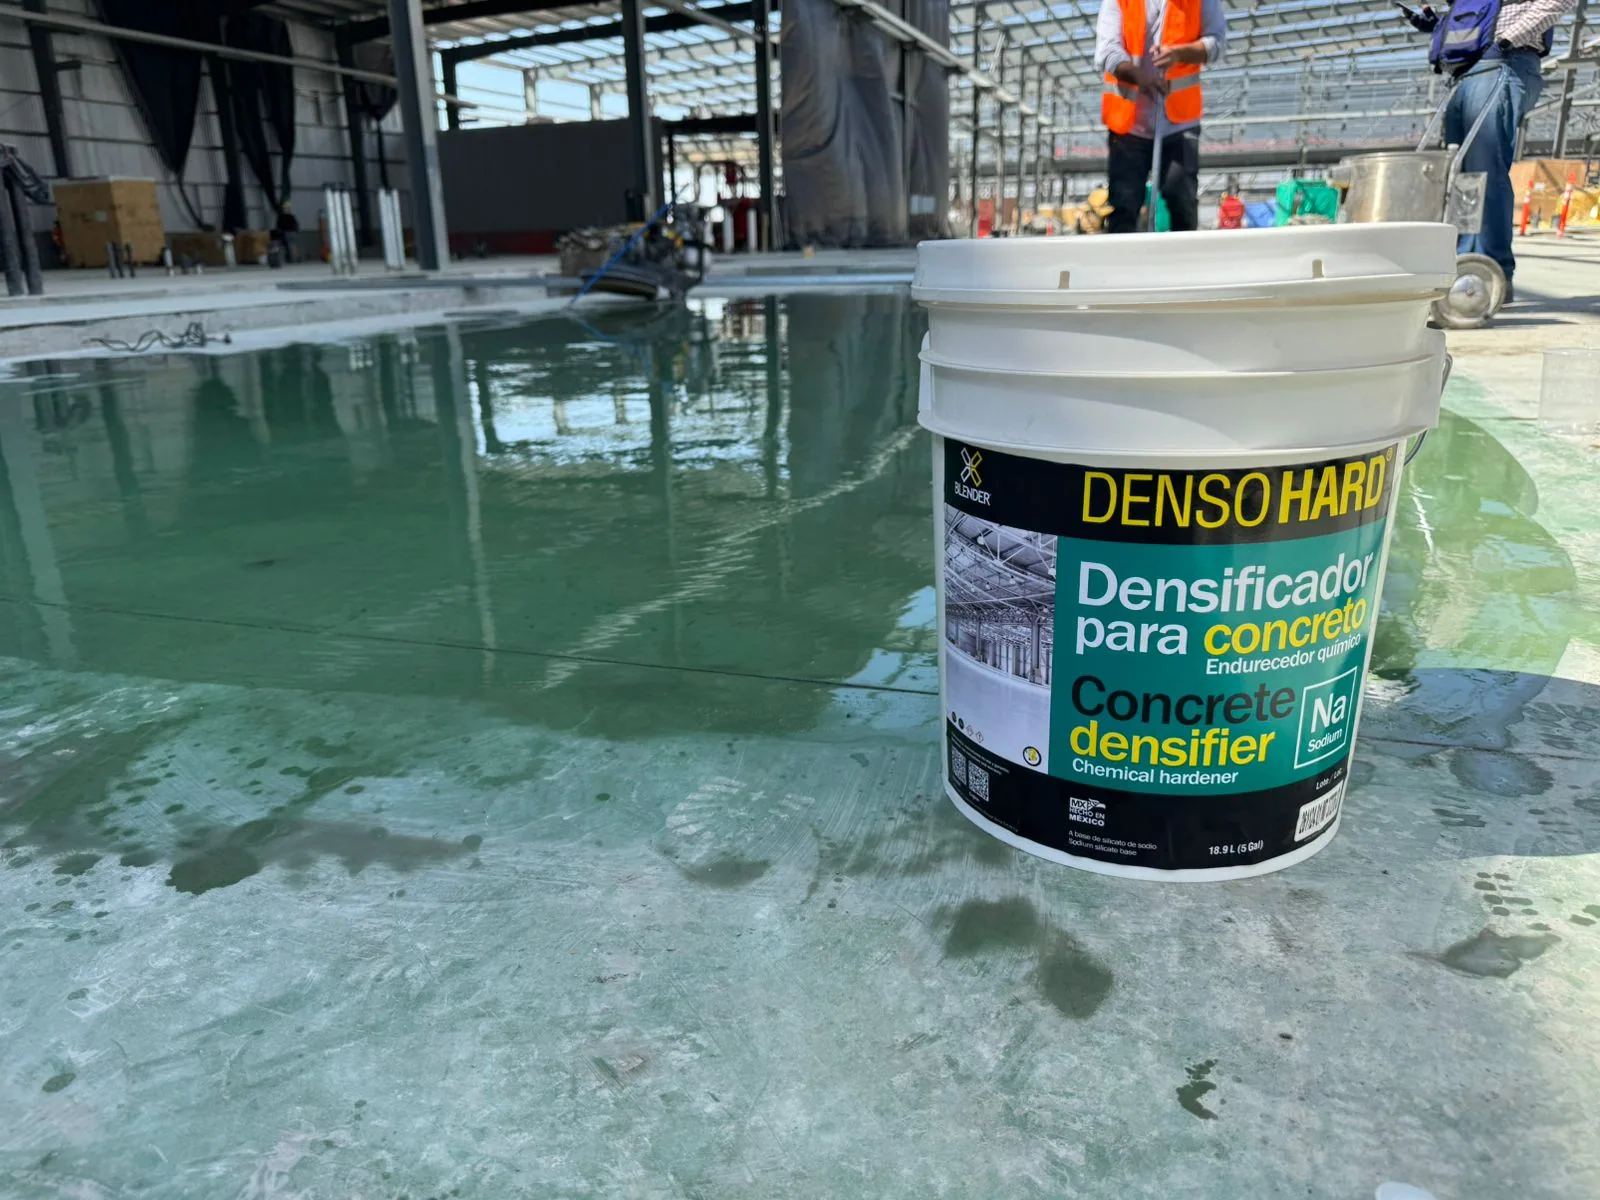 BLENDER
DENSO HARD®
Densificador
para concreto
Endurecedor químico
Concrete
densifier
Chemical hardener
Na
Sodium
Lote / Lot:
MX
HECHO EN
MÉXICO
A base de silicato de sodio
Sodium silicate base
18.9 L (5 Gal)